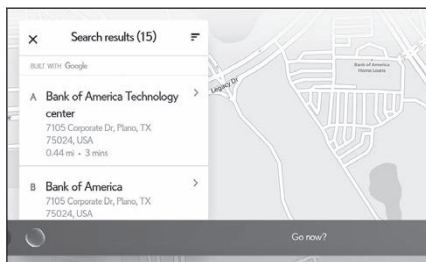 Search results (15)
BUILT WITH Google
A Bank of America Technology
center
7105 Corporate Dr, Plano, TX
75024, USA
0.44 mi • 3 mins
B Bank of America
7105 Corporate Dr, Plano, TX
75024, USA
Legacy Dr
Bank of America
Home Loans
Go now?